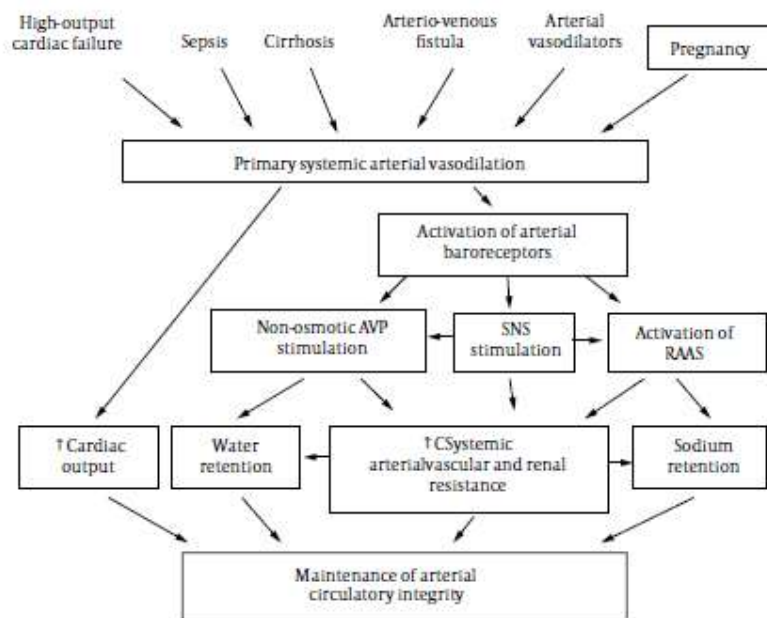 High-output
cardiac failure
Sepsis
Cirrhosis
Arterio-venous
fistula
Arterial
vasodilators
Pregnancy
Primary systemic arterial vasodilation
Activation of arterial
baroreceptors
Non-osmotic AVP
stimulation
SNS
stimulation
Activation of
RAAS
↑Cardiac
output
Water
retention
↑CSystemic
arterialvascular and renal
resistance
Sodium
retention
Maintenance of arterial
circulatory integrity